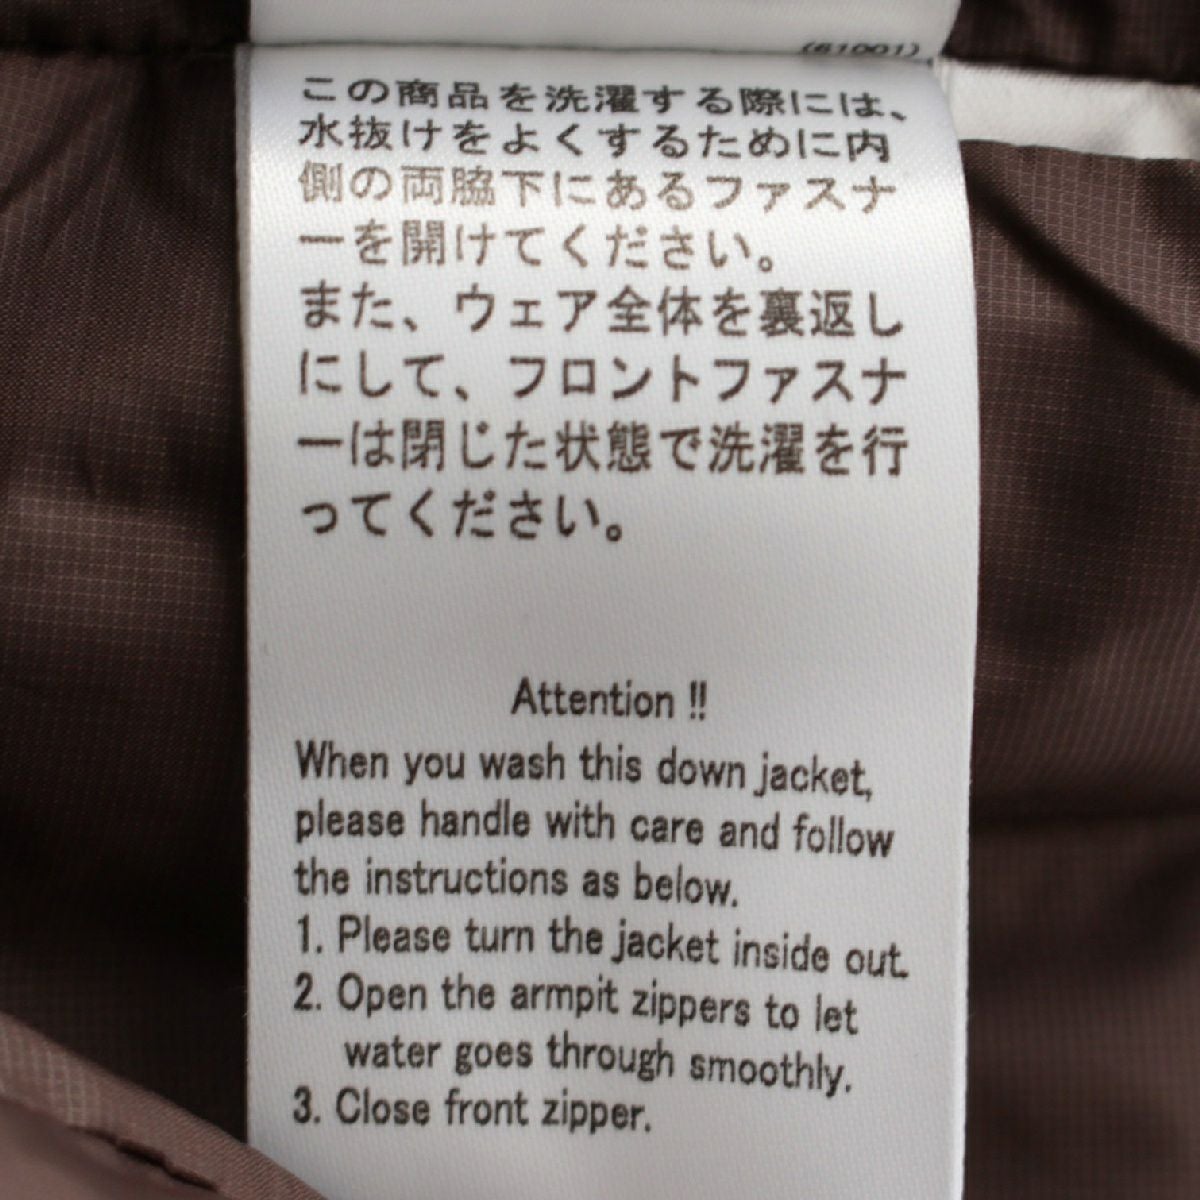 (61001)
この商品を洗濯する際には、
水抜けをよくするために内
側の両脇下にあるファスナ
ーを開けてください。
また、ウェア全体を裏返し
にして、フロントファスナ
ーは閉じた状態で洗濯を行
ってください。
Attention !!
When you wash this down jacket,
please handle with care and follow
the instructions as below.
1. Please turn the jacket inside out.
2. Open the armpit zippers to let
water goes through smoothly.
3. Close front zipper.